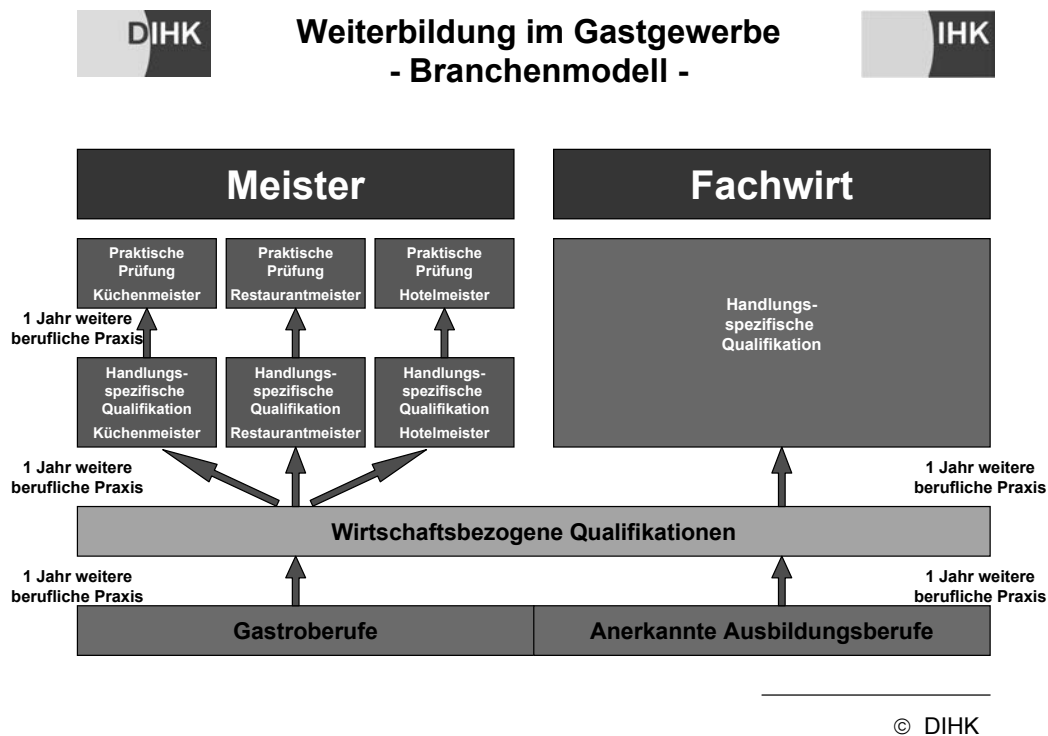 DIHK
Weiterbildung im Gastgewerbe
- Branchenmodell -
IHK
Meister
Fachwirt
Praktische
Prüfung
Küchenmeister
Praktische
Prüfung
Restaurantmeister
Praktische
Prüfung
Hotelmeister
Handlungs-
spezifische
Qualifikation
1 Jahr weitere
berufliche Praxis
Handlungs-
spezifische
Qualifikation
Küchenmeister
Handlungs-
spezifische
Qualifikation
Restaurantmeister
Handlungs-
spezifische
Qualifikation
Hotelmeister
1 Jahr weitere
berufliche Praxis
1 Jahr weitere
berufliche Praxis
Wirtschaftsbezogene Qualifikationen
1 Jahr weitere
berufliche Praxis
1 Jahr weitere
berufliche Praxis
Gastroberufe
Anerkannte Ausbildungsberufe
© DIHK